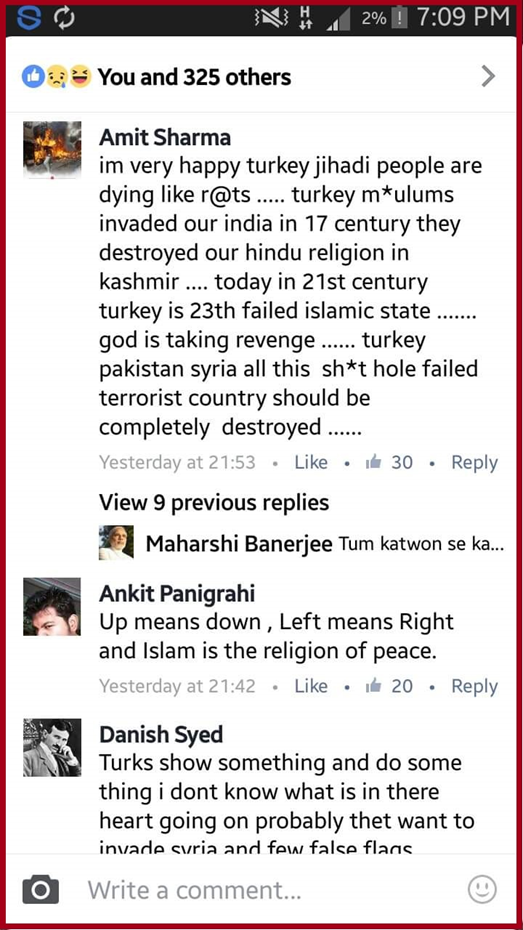 2% 7:09 PM
You and 325 others
Amit Sharma
im very happy turkey jihadi people are
dying like r@ts ..... turkey m*ulums
invaded our india in 17 century they
destroyed our hindu religion in
kashmir .... today in 21st century
turkey is 23th failed islamic state .......
god is taking revenge ...... turkey
pakistan syria all this sh*t hole failed
terrorist country should be
completely destroyed ......
Yesterday at 21:53 • Like • 30 • Reply
View 9 previous replies
Maharshi Banerjee Tum katwon se ka...
Ankit Panigrahi
Up means down , Left means Right
and Islam is the religion of peace.
Yesterday at 21:42 • Like • 20 • Reply
Danish Syed
Turks show something and do some
thing i dont know what is in there
heart going on probably thet want to
invade syria and few false flags
Write a comment...